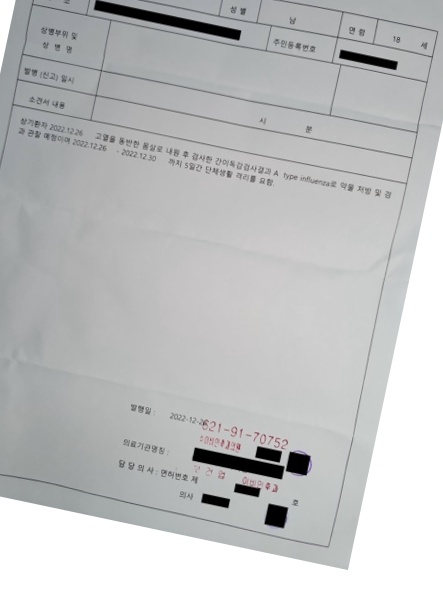 성 별 남 연 령 18 세
상병부위 및 상 병 명 주민등록번호
발병 (신고) 일시
시 분
소견서 내용
상기환자 2022.12.26 고열을 동반한 몸살로 내원 후 검사한 간이독감검사결과 A type influenza로 약물 처방 및 경
과 관찰 예정이며 2022.12.26 - 2022.12.30 까지 5일간 단체생활 격리를 요함.
발행일 : 2022-12-26
621-91-70752
의료기관명칭 :
담 당 의 사 : 면허번호 제 호
의사